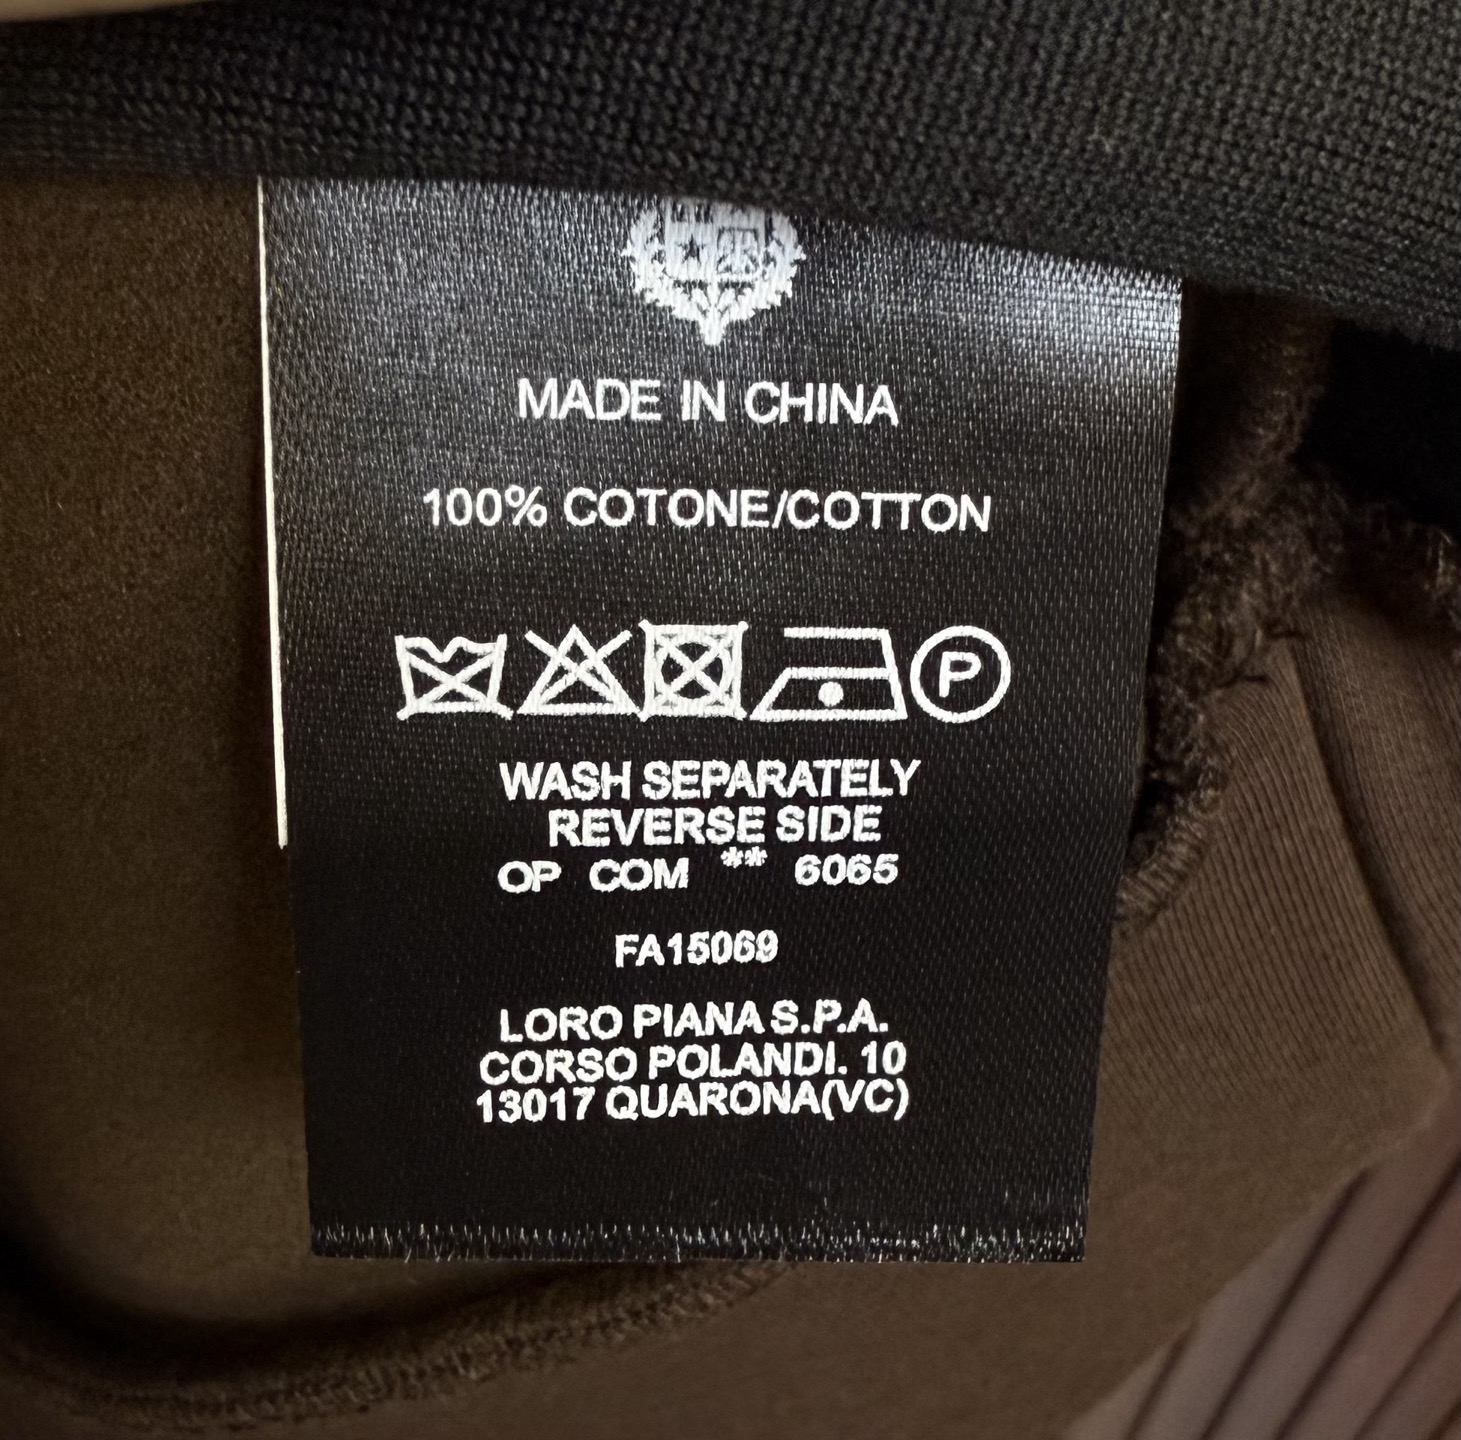 MADE IN CHINA
100% COTONE/COTTON
P
WASH SEPARATELY
REVERSE SIDE
OP COM ** 6065
FA15069
LORO PIANA S.P.A.
CORSO POLANDI. 10
13017 QUARONA(VC)